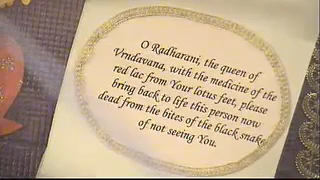 O Radharani, the queen of
Vrndavana, with the medicine of the
red lac from Your lotus feet, please
bring back to life this person now
dead from the bites of the black snake
of not seeing You.